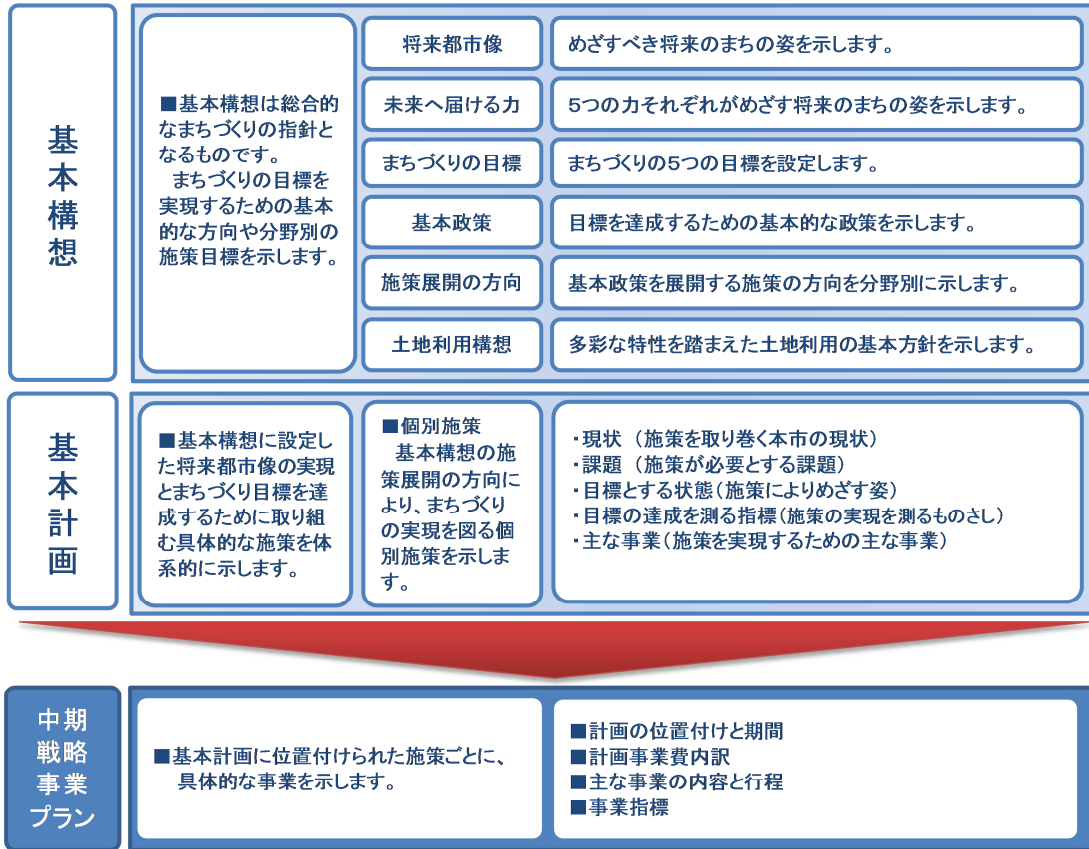 基本構想
■基本構想は総合的
なまちづくりの指針と
なるものです。
まちづくりの目標を
実現するための基本
的な方向や分野別の
施策目標を示します。
将来都市像
めざすべき将来のまちの姿を示します。
未来へ届ける力
5つの力それぞれがめざす将来のまちの姿を示します。
まちづくりの目標
まちづくりの5つの目標を設定します。
基本政策
目標を達成するための基本的な政策を示します。
施策展開の方向
基本政策を展開する施策の方向を分野別に示します。
土地利用構想
多彩な特性を踏まえた土地利用の基本方針を示します。
基本計画
■基本構想に設定し
た将来都市像の実現
とまちづくり目標を達
成するために取り組
む具体的な施策を体
系的に示します。
■個別施策
基本構想の施
策展開の方向に
より、まちづくり
の実現を図る個
別施策を示しま
す。
・現状 (施策を取り巻く本市の現状)
・課題 (施策が必要とする課題)
・目標とする状態(施策によりめざす姿)
・目標の達成を測る指標(施策の実現を測るものさし)
・主な事業(施策を実現するための主な事業)
中期
戦略
事業
プラン
■基本計画に位置付けられた施策ごとに、
具体的な事業を示します。
■計画の位置付けと期間
■計画事業費内訳
■主な事業の内容と行程
■事業指標